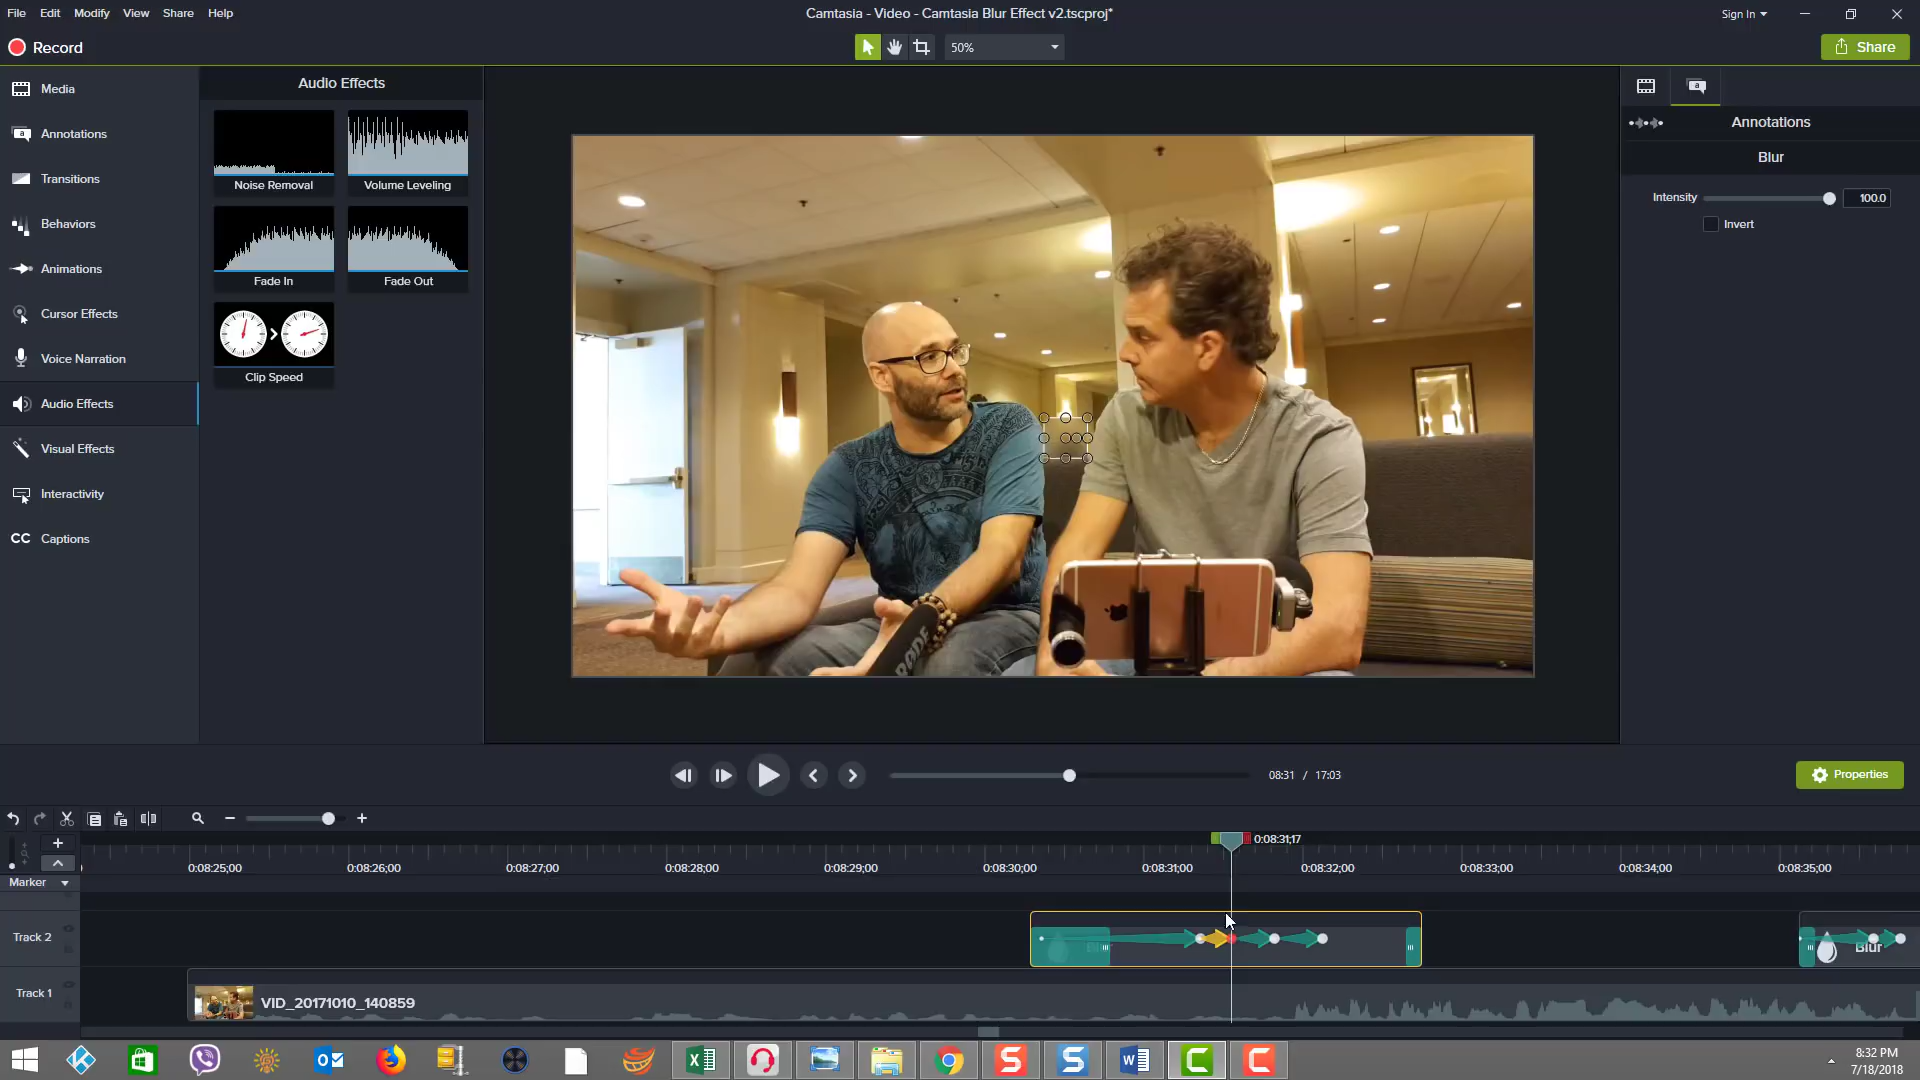 File Edit Modify View Share Help
Camtasia - Video - Camtasia Blur Effect v2.tscproj*
Sign In
Record
50%
Share
Media
Annotations
Transitions
Behaviors
Animations
Cursor Effects
Voice Narration
Audio Effects
Visual Effects
Interactivity
CC Captions
Audio Effects
Noise Removal
Volume Leveling
Fade In
Fade Out
Clip Speed
RODE
Annotations
Blur
Intensity 100.0
Invert
08:31 / 17:03
Properties
0:08:31;17
0:08:25;00 0:08:26;00 0:08:27;00 0:08:28;00 0:08:29;00 0:08:30;00 0:08:31;00 0:08:32;00 0:08:33;00 0:08:34;00 0:08:35;00
Marker
Track 2
Blur
Track 1
VID_20171010_140859
8:32 PM
7/18/2018